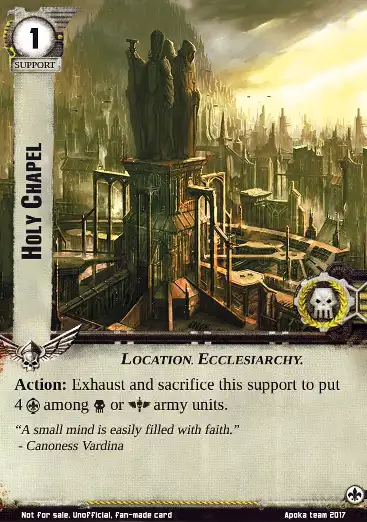 1
SUPPORT
HOLY CHAPEL
LOCATION. ECCLESIARCHY.
Action: Exhaust and sacrifice this support to put
4 among or army units.
"A small mind is easily filled with faith."
- Canoness Vardina
Not for sale. Unofficial, fan-made card
Apoka team 2017